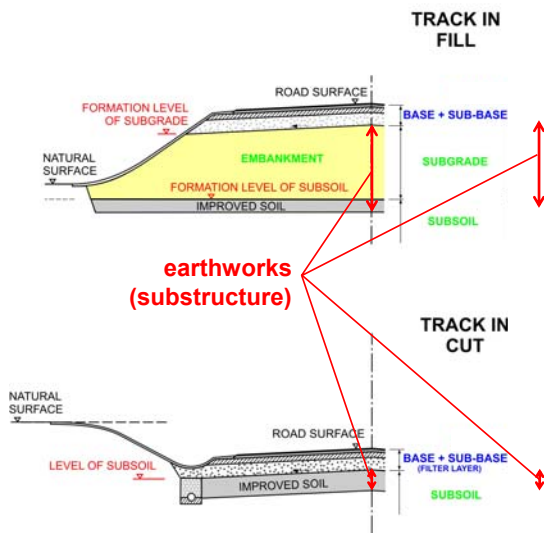 TRACK IN
FILL
ROAD SURFACE
FORMATION LEVEL
OF SUBGRADE
BASE + SUB-BASE
NATURAL
SURFACE
EMBANKMENT
SUBGRADE
FORMATION LEVEL OF SUBSOIL
IMPROVED SOIL
SUBSOIL
earthworks
(substructure)
TRACK IN
CUT
NATURAL
SURFACE
ROAD SURFACE
LEVEL OF SUBSOIL
BASE + SUB-BASE
(FILTER LAYER)
IMPROVED SOIL
SUBSOIL